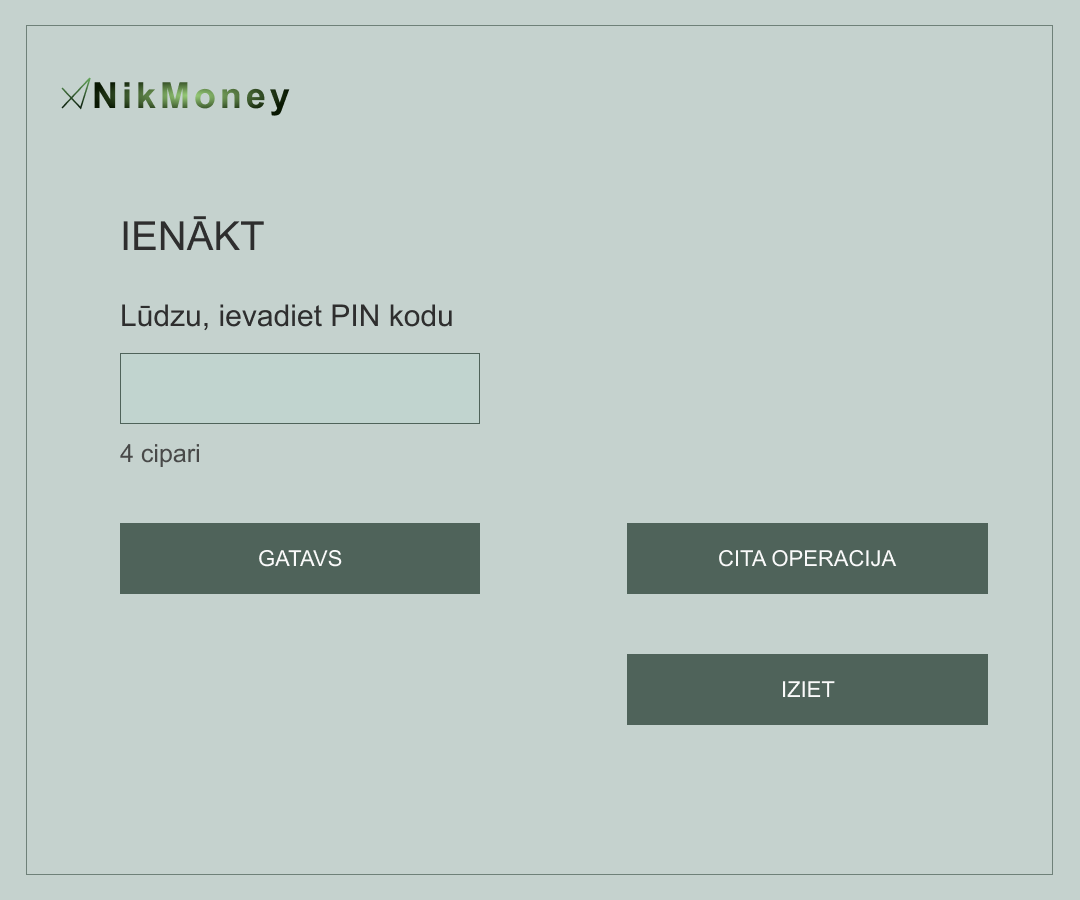 NikMoney
IENĀKT
Lūdzu, ievadiet PIN kodu
4 cipari
GATAVS
CITA OPERACIJA
IZIET